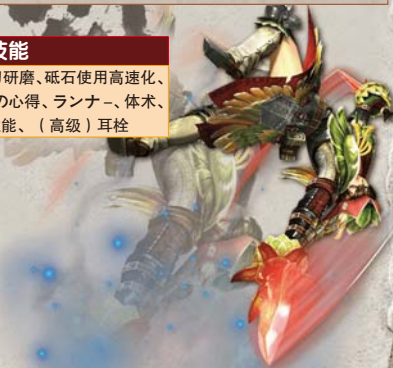 技能
研磨、砥石使用高速化、
の心得、ランナー、体术、
能、（高级）耳栓